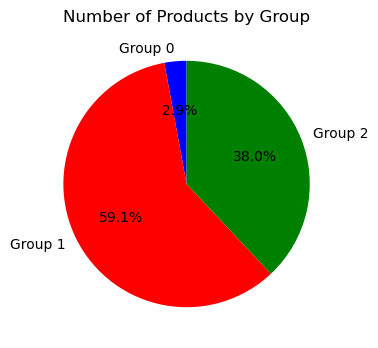 Number of Products by Group
Group 0
2.9%
Group 2
38.0%
59.1%
Group 1